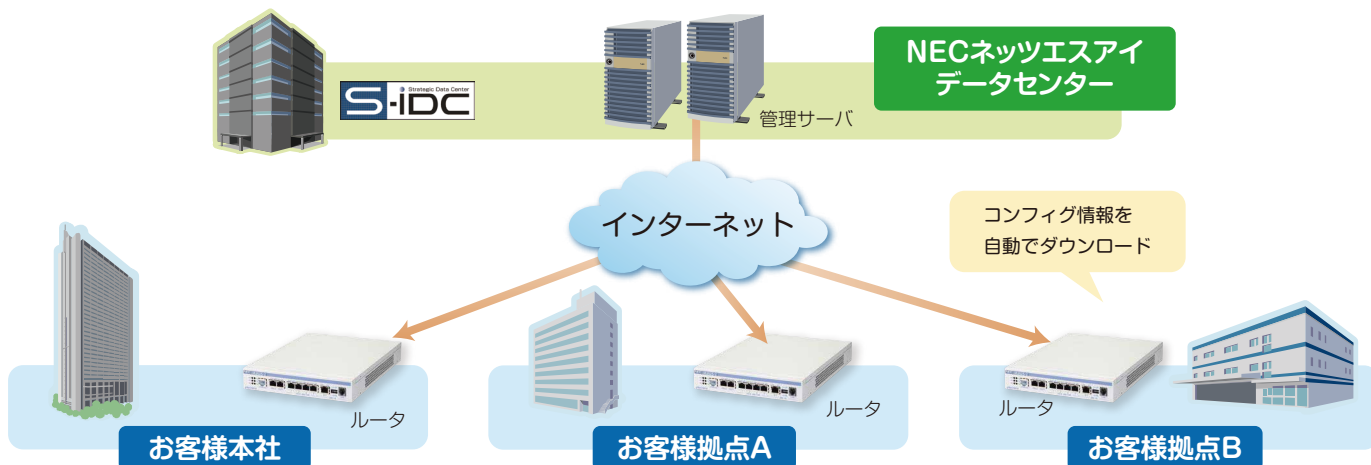 NECネッツエスアイ
データセンター
Strategic Data Center
S-iDC
管理サーバ
インターネット
コンフィグ情報を
自動でダウンロード
ルータ
ルータ
ルータ
お客様本社
お客様拠点A
お客様拠点B